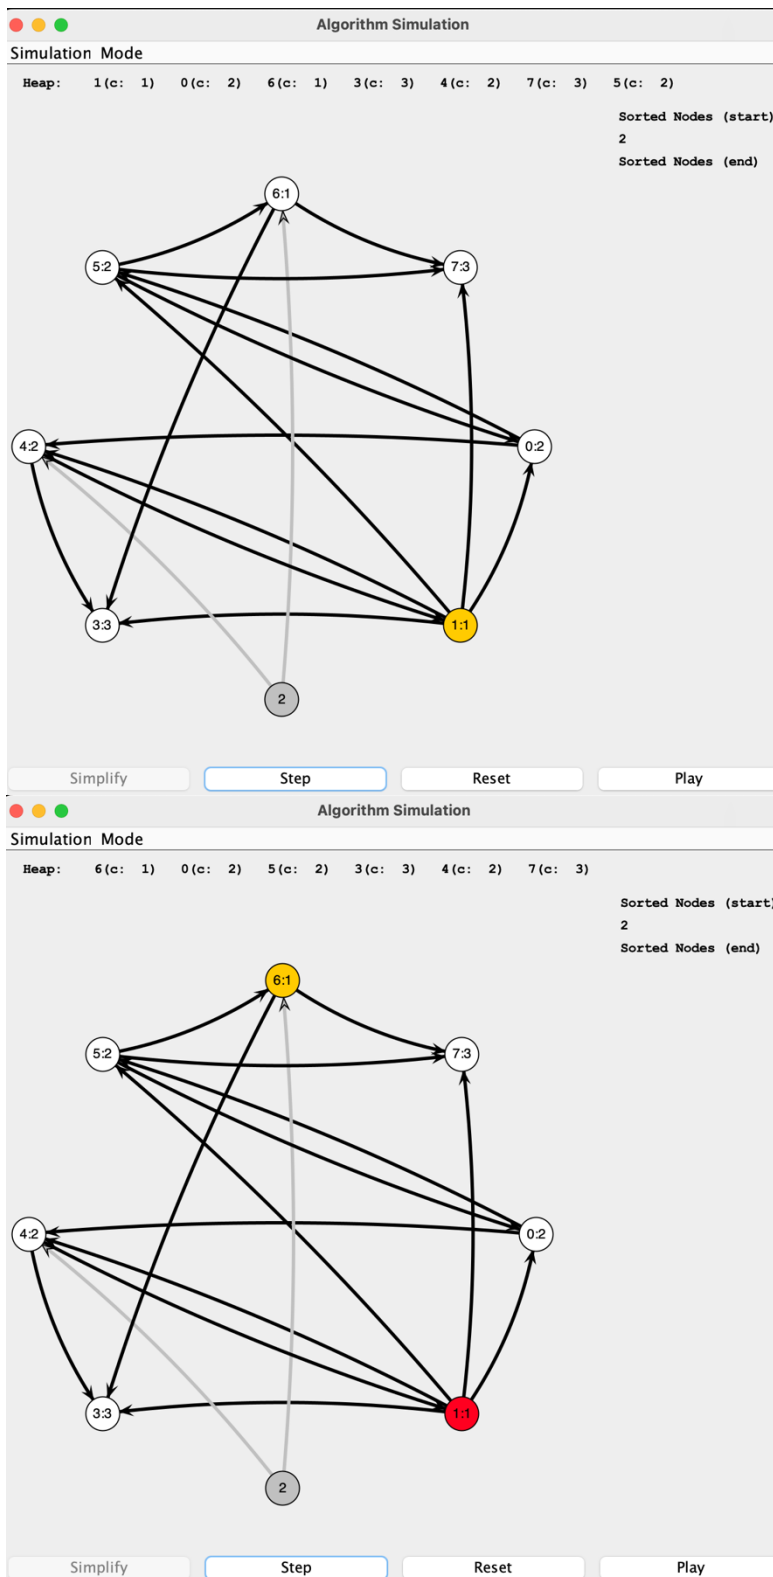 Algorithm Simulation
Simulation Mode
Heap: 1(c: 1) 0(c: 2) 6(c: 1) 3(c: 3) 4(c: 2) 7(c: 3) 5(c: 2)
Sorted Nodes (start)
2
Sorted Nodes (end)
6:1
5:2
7:3
4:2
0:2
3:3
1:1
2
Simplify
Step
Reset
Play
Algorithm Simulation
Simulation Mode
Heap: 6(c: 1) 0(c: 2) 5(c: 2) 3(c: 3) 4(c: 2) 7(c: 3)
Sorted Nodes (start)
2
Sorted Nodes (end)
6:1
5:2
7:3
4:2
0:2
3:3
1:1
2
Simplify
Step
Reset
Play